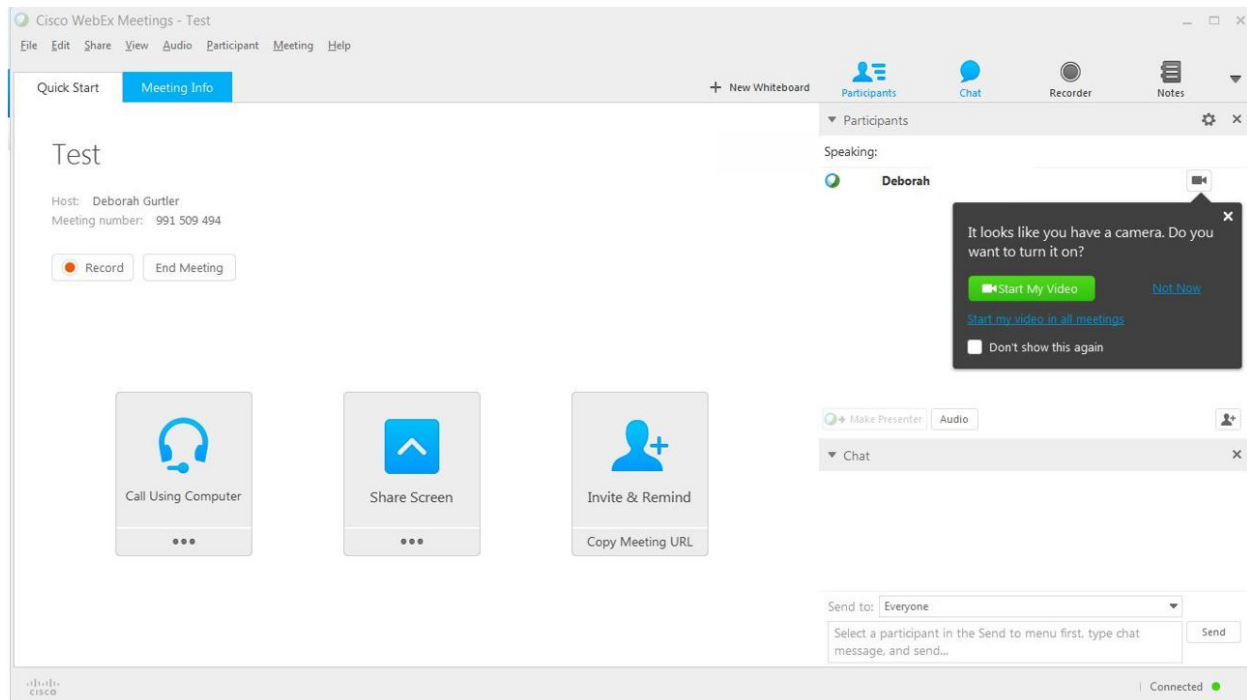 Cisco WebEx Meetings - Test
File Edit Share View Audio Participant Meeting Help
Quick Start
Meeting Info
+ New Whiteboard
Participants
Chat
Recorder
Notes
Test
Host: Deborah Gurtler
Meeting number: 991 509 494
Record
End Meeting
Call Using Computer
Share Screen
Invite & Remind
Copy Meeting URL
Participants
Speaking:
Deborah
It looks like you have a camera. Do you
want to turn it on?
Start My Video
Not Now
Start my video in all meetings
Don't show this again
Make Presenter
Audio
Chat
Send to: Everyone
Select a participant in the Send to menu first, type chat
message, and send...
Send
CISCO
Connected